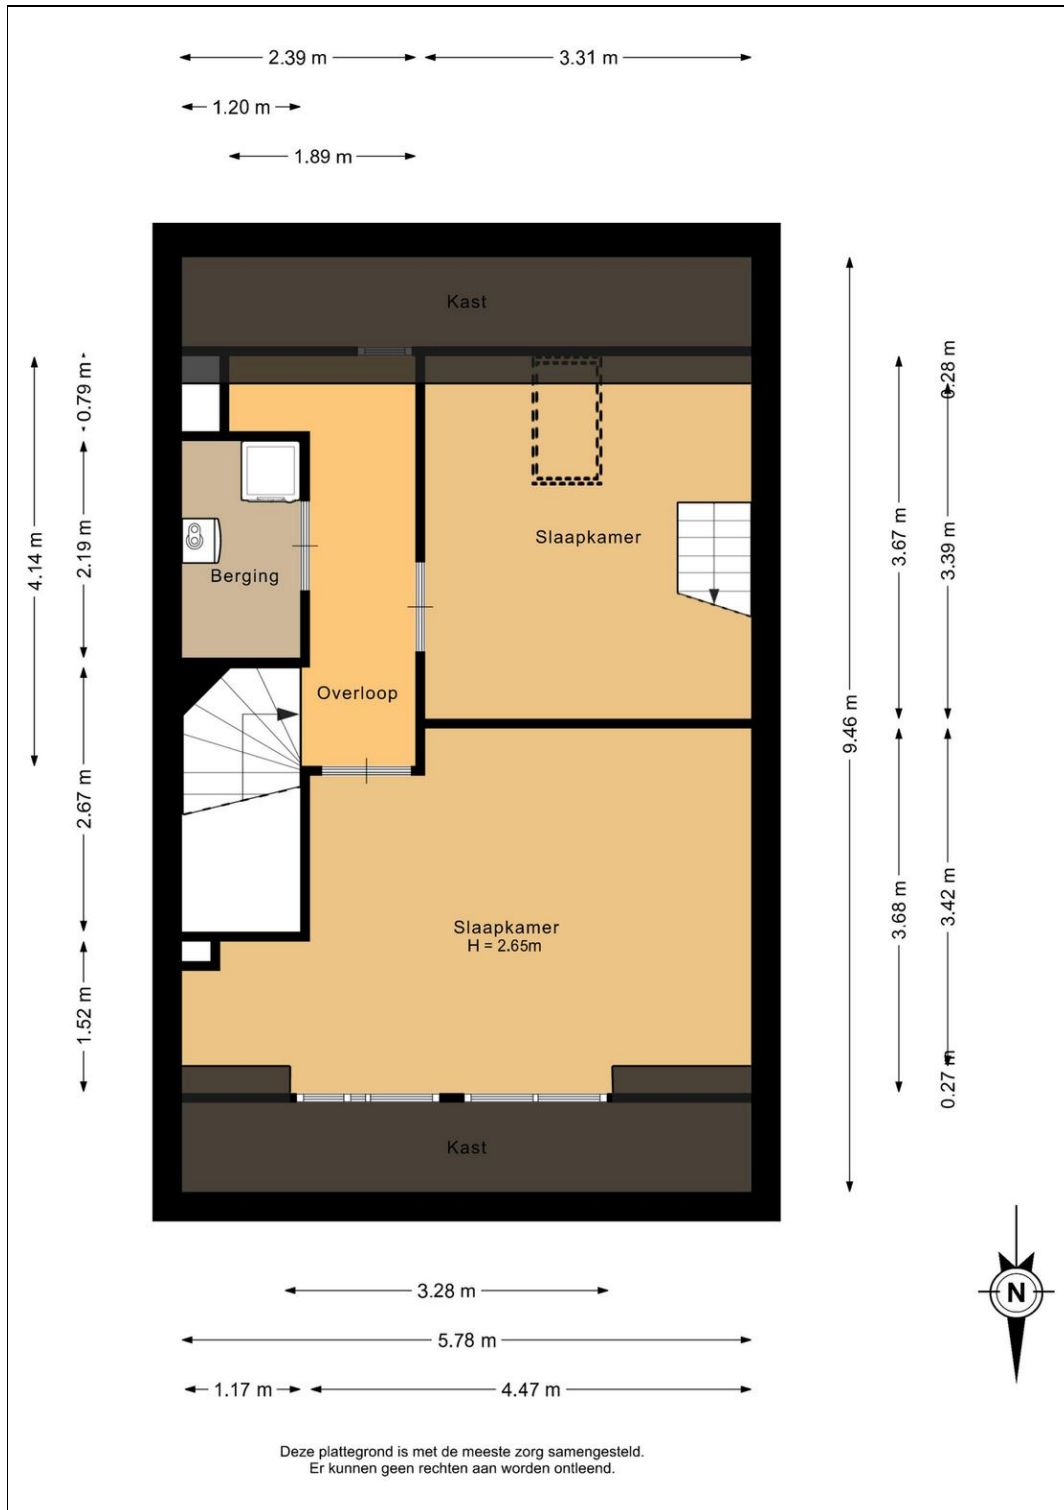 2.39 m
3.31 m
1.20 m
1.89 m
Kast
0.79 m
0.28 m
4.14 m
2.19 m
Berging
Slaapkamer
3.67 m
3.39 m
Overloop
9.46 m
2.67 m
Slaapkamer
H = 2.65m
3.68 m
3.42 m
1.52 m
0.27 m
Kast
3.28 m
N
5.78 m
1.17 m
4.47 m
Deze plattegrond is met de meeste zorg samengesteld.
Er kunnen geen rechten aan worden ontleend.